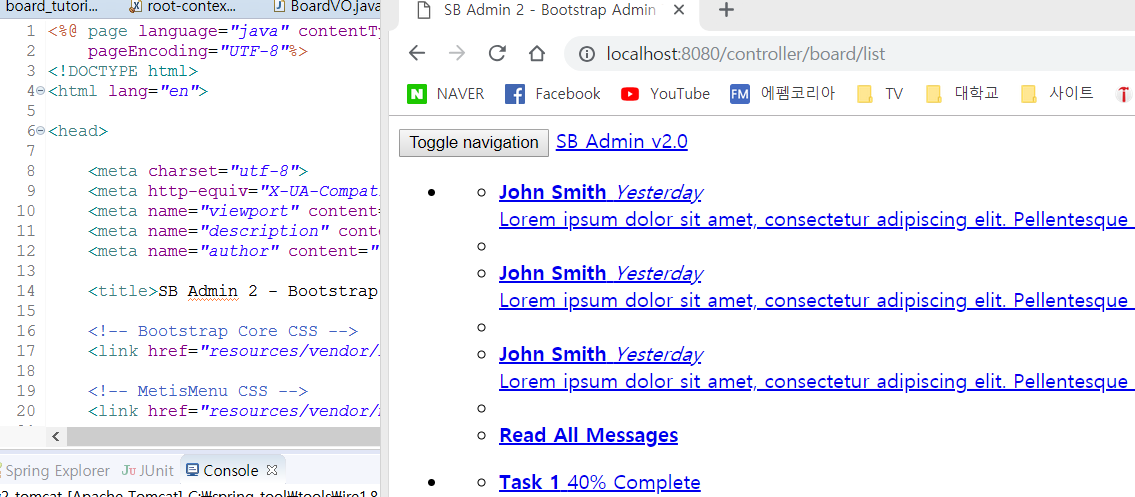 board_tutori...
root-contex...
BoardVO.java
1 <%@ page language="java" contentTy
2 pageEncoding="UTF-8"%>
3 <!DOCTYPE html>
4 <html lang="en">
5
6 <head>
7
8 <meta charset="utf-8">
9 <meta http-equiv="X-UA-Compati
10 <meta name="viewport" content=
11 <meta name="description" conte
12 <meta name="author" content="
13
14 <title>SB Admin 2 - Bootstrap
15
16 <!-- Bootstrap Core CSS -->
17 <link href="resources/vendor/
18
19 <!-- MetisMenu CSS -->
20 <link href="resources/vendor/
Spring Explorer JUnit Console
SB Admin 2 - Bootstrap Admin
localhost:8080/controller/board/list
NAVER Facebook YouTube FM 에펨코리아 TV 대학교 사이트
Toggle navigation SB Admin v2.0
John Smith Yesterday
Lorem ipsum dolor sit amet, consectetur adipiscing elit. Pellentesque
John Smith Yesterday
Lorem ipsum dolor sit amet, consectetur adipiscing elit. Pellentesque
John Smith Yesterday
Lorem ipsum dolor sit amet, consectetur adipiscing elit. Pellentesque
Read All Messages
Task 1 40% Complete